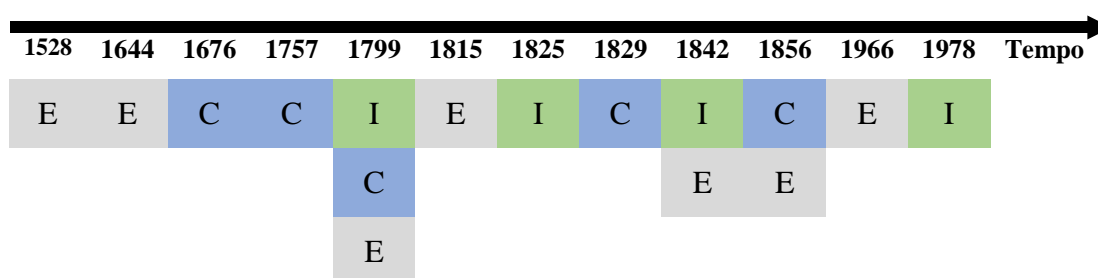 1528 1644 1676 1757 1799 1815 1825 1829 1842 1856 1966 1978 Tempo
E E C C I E I C I C E I
C E E
E